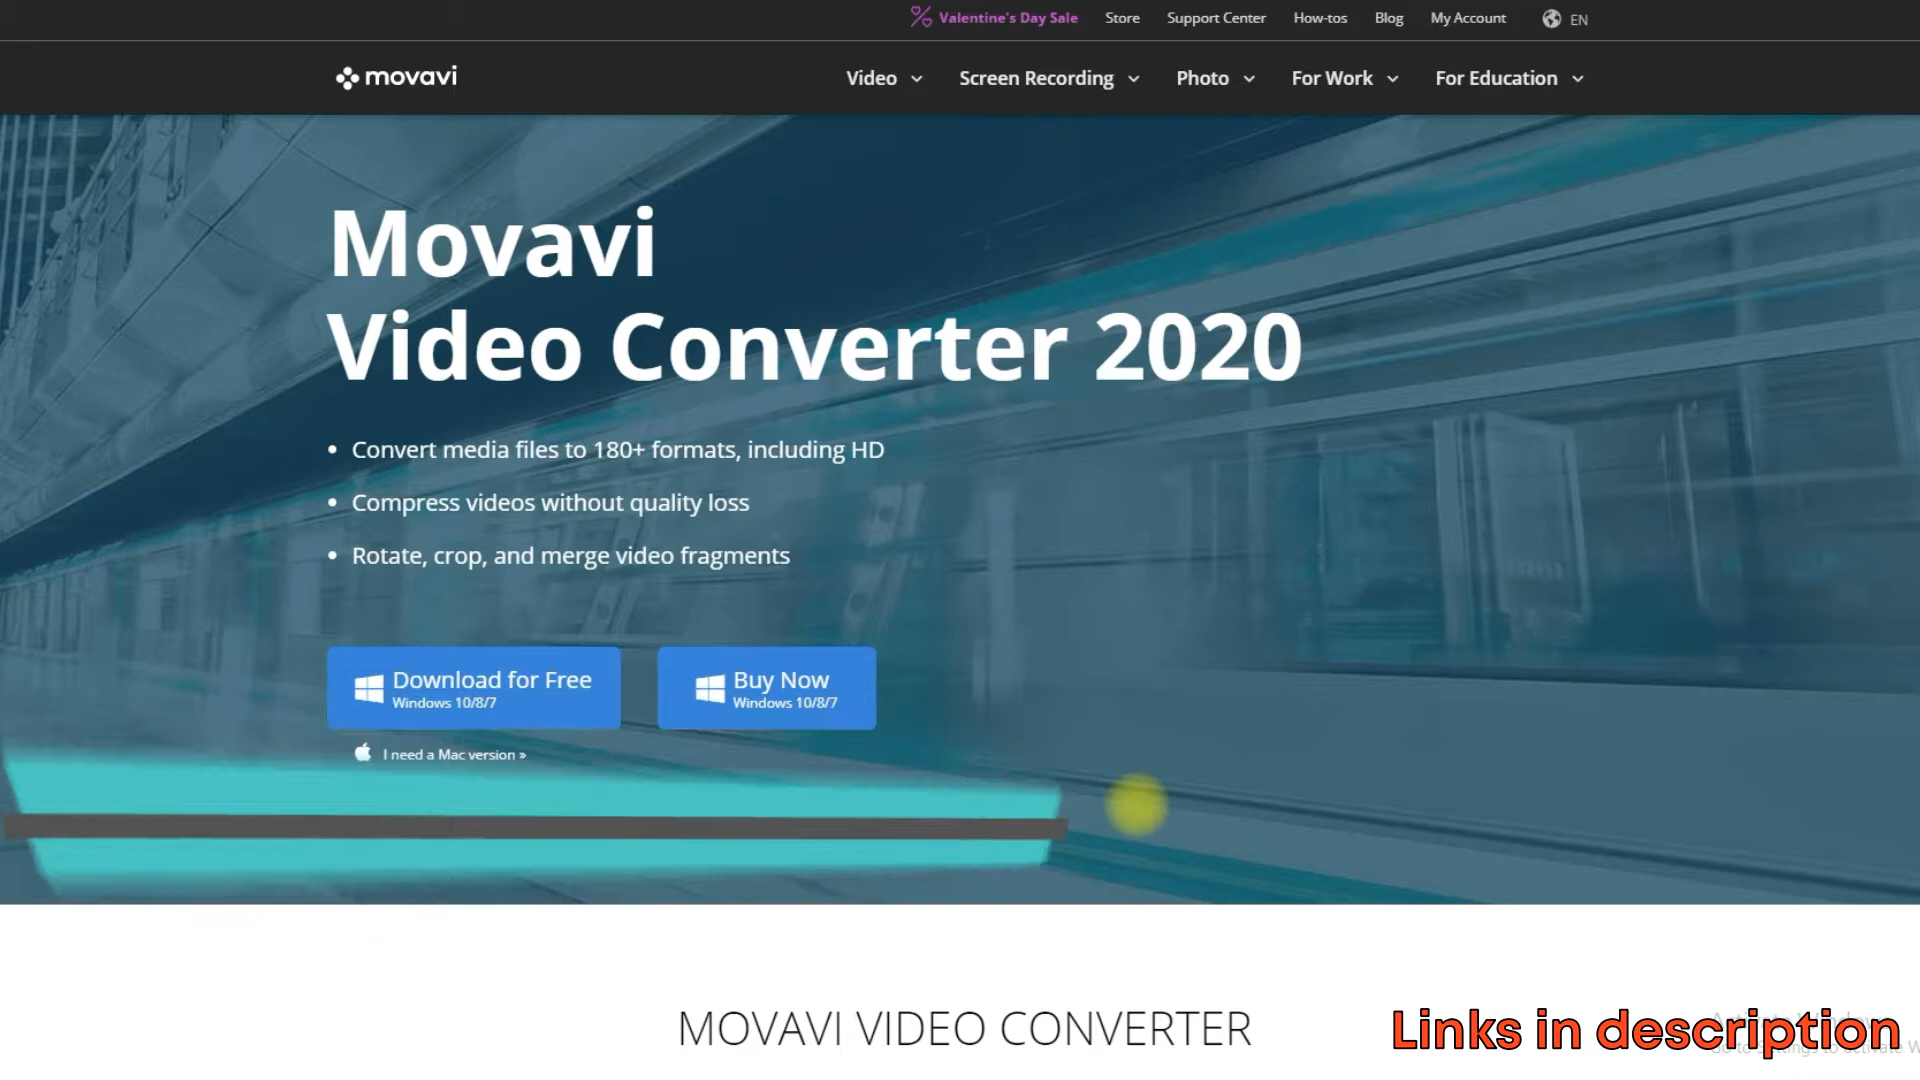 Valentine's Day Sale Store Support Center How-tos Blog My Account EN
movavi Video Screen Recording Photo For Work For Education
Movavi
Video Converter 2020
• Convert media files to 180+ formats, including HD
• Compress videos without quality loss
• Rotate, crop, and merge video fragments
Download for Free
Windows 10/8/7
Buy Now
Windows 10/8/7
I need a Mac version »
MOVAVI VIDEO CONVERTER
Links in description